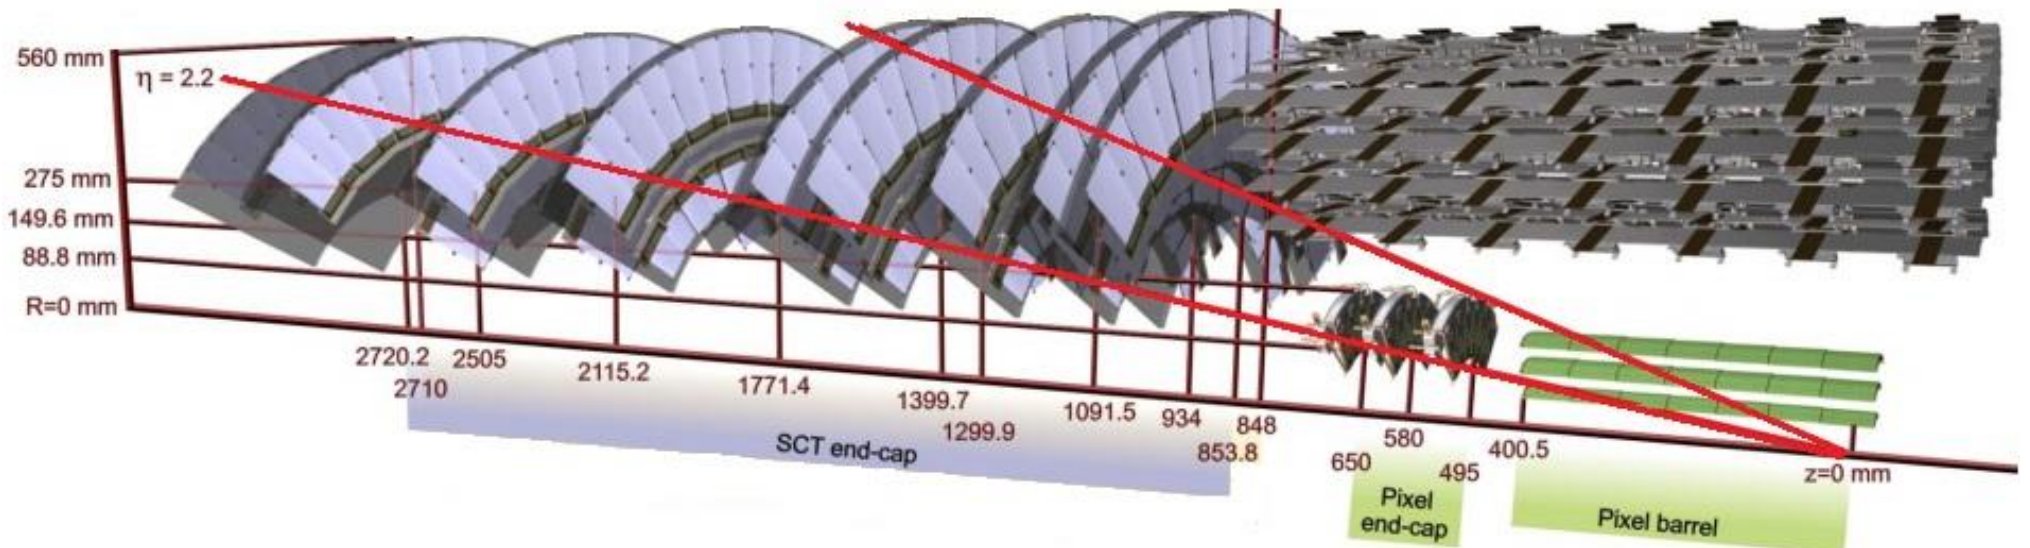 560 mm
η = 2.2
275 mm
149.6 mm
88.8 mm
R=0 mm
2720.2
2710
2505
2115.2
1771.4
1399.7
1299.9
1091.5
934
853.8
848
650
580
495
400.5
z=0 mm
SCT end-cap
Pixel
end-cap
Pixel barrel